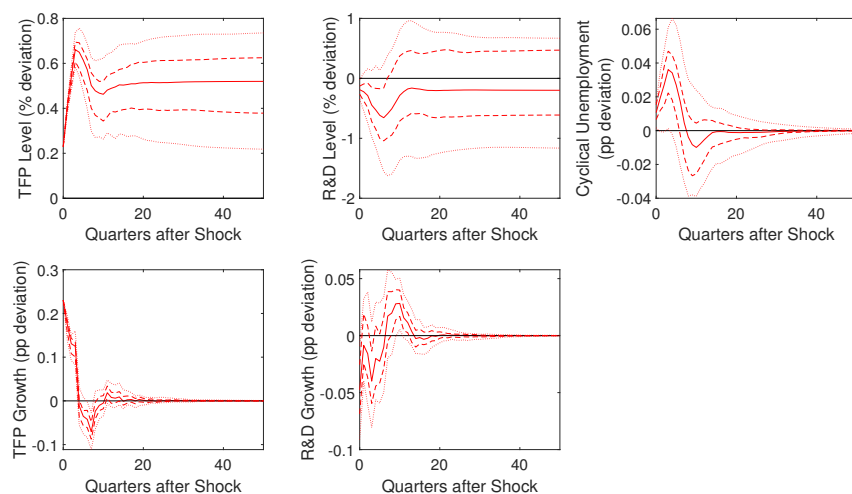 TFP Level (% deviation)
0.8
0.6
0.4
0.2
0
0 20 40
Quarters after Shock
R&D Level (% deviation)
1
0
-1
-2
0 20 40
Quarters after Shock
Cyclical Unemployment
(pp deviation)
0.06
0.04
0.02
0
-0.02
-0.04
0 20 40
Quarters after Shock
TFP Growth (pp deviation)
0.3
0.2
0.1
0
-0.1
0 20 40
Quarters after Shock
R&D Growth (pp deviation)
0.05
0
-0.05
-0.1
0 20 40
Quarters after Shock